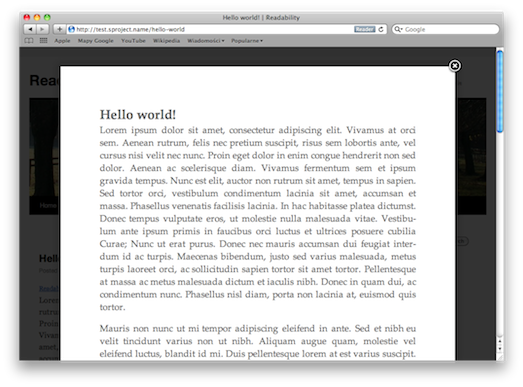 Hello world! | Readability
http://test.sproject.name/hello-world
Reader
Google
Apple Mapy Google YouTube Wikipedia Wiadomości Popularne
Hello world!
Lorem ipsum dolor sit amet, consectetur adipiscing elit. Vivamus at orci
sem. Aenean rutrum, felis nec pretium suscipit, risus sem lobortis ante, vel
cursus nisi velit nec nunc. Proin eget dolor in enim congue hendrerit non sed
dolor. Aenean ac scelerisque diam. Vivamus fermentum sem et ipsum
gravida tempus. Nunc est elit, auctor non rutrum sit amet, tempus in sapien.
Sed tortor orci, vestibulum condimentum lacinia sit amet, accumsan et
massa. Phasellus venenatis facilisis lacinia. In hac habitasse platea dictumst.
Donec tempus vulputate eros, ut molestie nulla malesuada vitae. Vestibu-
lum ante ipsum primis in faucibus orci luctus et ultrices posuere cubilia
Curae; Nunc ut erat purus. Donec nec mauris accumsan dui feugiat inter-
dum id ac turpis. Maecenas bibendum, justo sed varius malesuada, metus
turpis laoreet orci, ac sollicitudin sapien tortor sit amet tortor. Pellentesque
at massa ac metus malesuada dictum et iaculis nibh. Donec in quam dui, ac
condimentum nunc. Phasellus nisl diam, porta non lacinia at, euismod quis
tortor.
Mauris non nunc ut mi tempor adipiscing eleifend in ante. Sed et nibh eu
velit tincidunt varius non ut nibh. Aliquam augue quam, molestie vel
eleifend luctus, blandit id mi. Duis pellentesque lorem at est varius suscipit.
Home